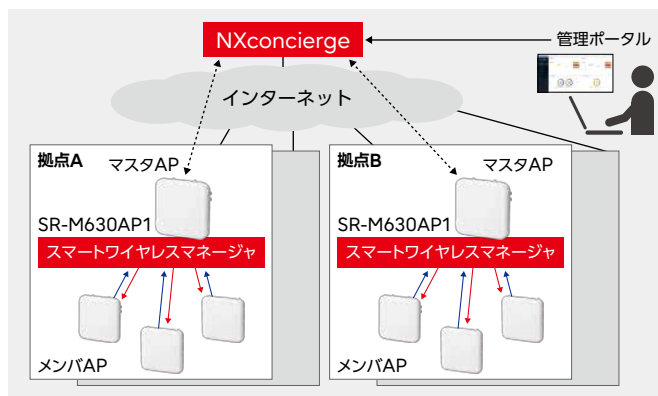 NXconcierge
管理ポータル
インターネット
拠点A
マスタAP
SR-M630AP1
スマートワイヤレスマネージャ
メンバAP
拠点B
マスタAP
SR-M630AP1
スマートワイヤレスマネージャ
メンバAP